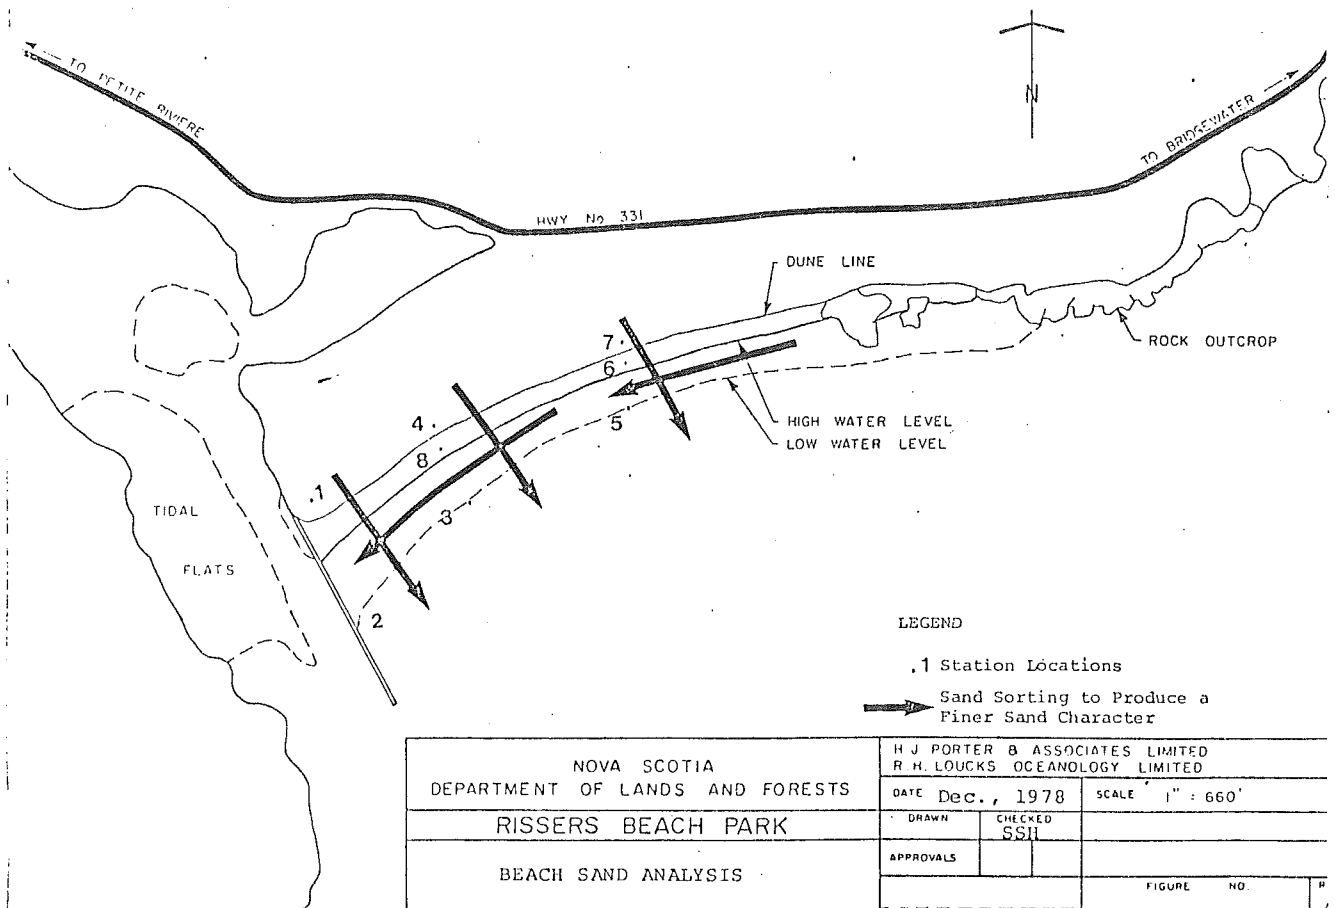 TO PETITE RIVIERE
N
TO BRIDGEWATER
HWY No 331
DUNE LINE
ROCK OUTCROP
7.
6.
HIGH WATER LEVEL
LOW WATER LEVEL
4.
5
8.
.1
3
2
TIDAL
FLATS
LEGEND
.1 Station Locations
Sand Sorting to Produce a
Finer Sand Character
NOVA SCOTIA
DEPARTMENT OF LANDS AND FORESTS
RISSERS BEACH PARK
BEACH SAND ANALYSIS
H J PORTER & ASSOCIATES LIMITED
R.H. LOUCKS OCEANOLOGY LIMITED
DATE Dec., 1978
SCALE 1" : 660'
DRAWN
CHECKED
SSH
APPROVALS
FIGURE NO.